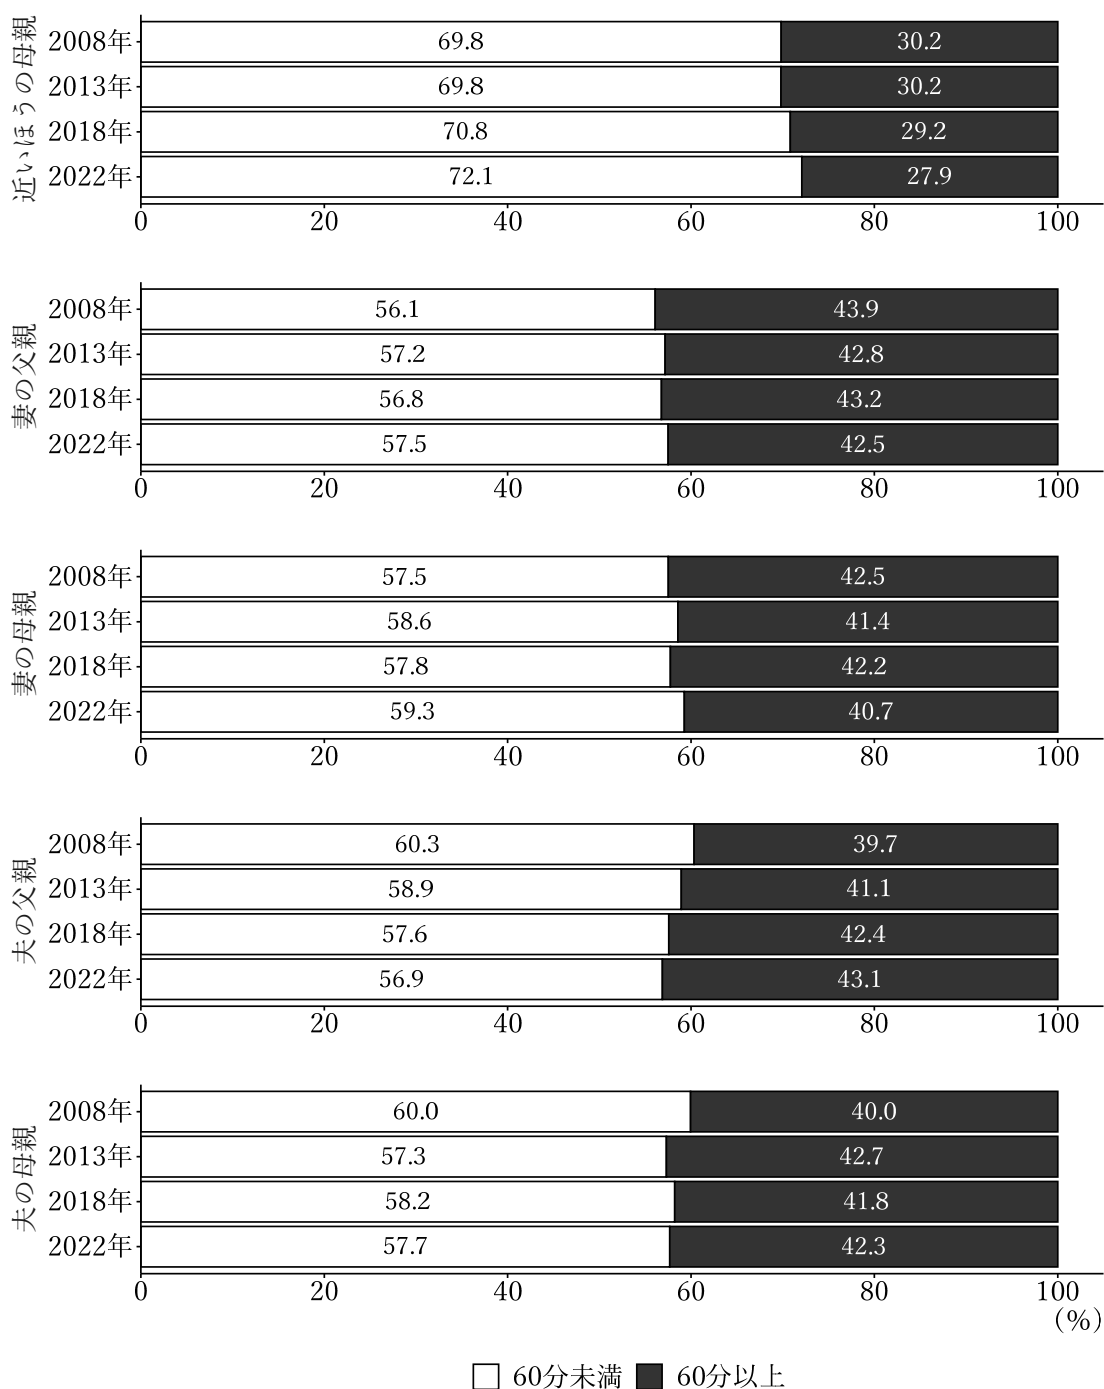 近いほうの母親
2008年 69.8 30.2
2013年 69.8 30.2
2018年 70.8 29.2
2022年 72.1 27.9
0 20 40 60 80 100
妻の父親
2008年 56.1 43.9
2013年 57.2 42.8
2018年 56.8 43.2
2022年 57.5 42.5
0 20 40 60 80 100
妻の母親
2008年 57.5 42.5
2013年 58.6 41.4
2018年 57.8 42.2
2022年 59.3 40.7
0 20 40 60 80 100
夫の父親
2008年 60.3 39.7
2013年 58.9 41.1
2018年 57.6 42.4
2022年 56.9 43.1
0 20 40 60 80 100
夫の母親
2008年 60.0 40.0
2013年 57.3 42.7
2018年 58.2 41.8
2022年 57.7 42.3
0 20 40 60 80 100
(%)
60分未満 60分以上